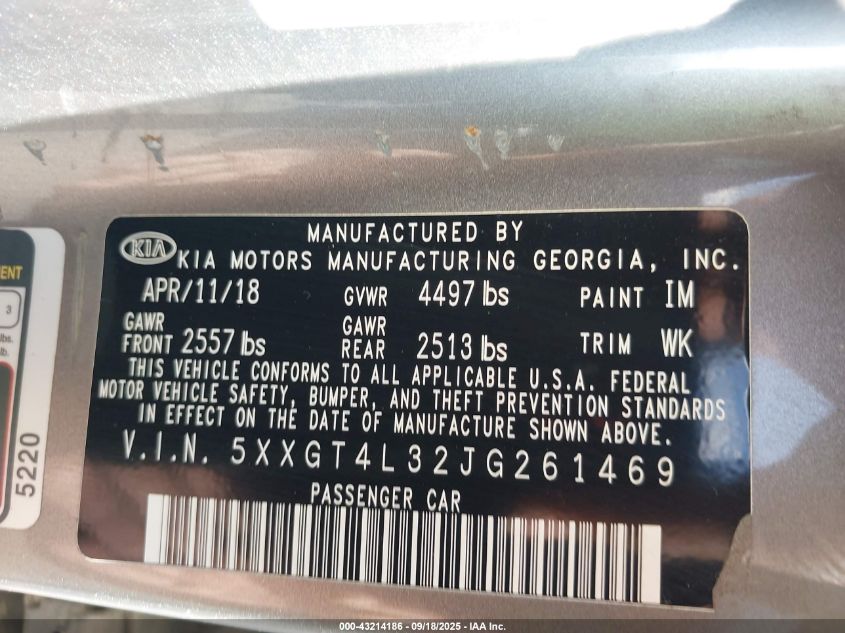 MANUFACTURED BY
KIA KIA MOTORS MANUFACTURING GEORGIA, INC.
APR/11/18 GVWR 4497 lbs PAINT IM
GAWR FRONT 2557 lbs GAWR REAR 2513 lbs TRIM WK
THIS VEHICLE CONFORMS TO ALL APPLICABLE U.S.A. FEDERAL
MOTOR VEHICLE SAFETY, BUMPER, AND THEFT PREVENTION STANDARDS
IN EFFECT ON THE DATE OF MANUFACTURE SHOWN ABOVE.
V.I.N. 5XXGT4L32JG261469
PASSENGER CAR
3
lbs.
lb.
5220
000-43214186 - 09/18/2025 - IAA Inc.